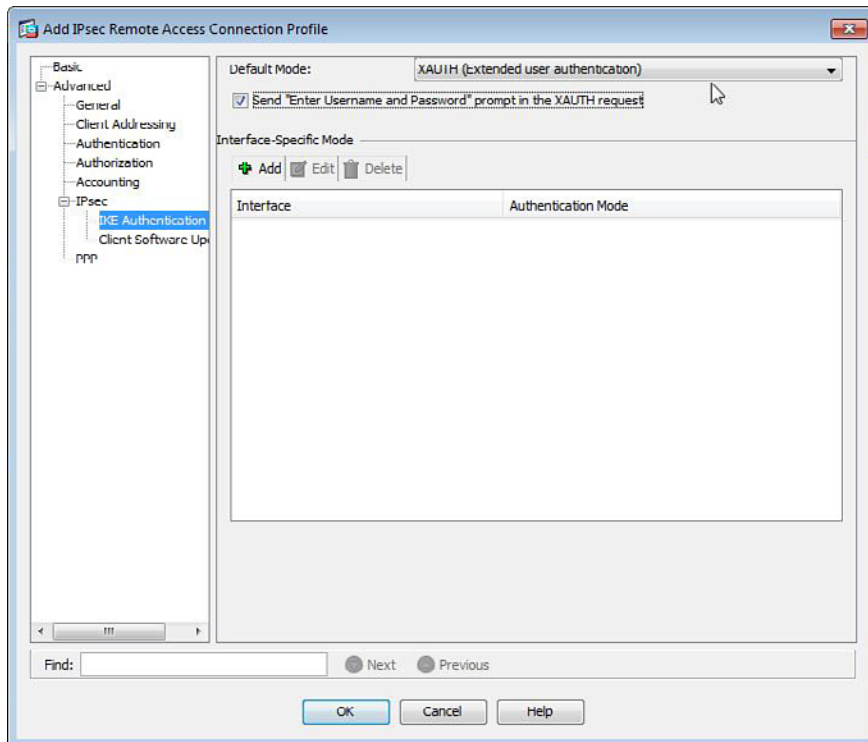 Add IPsec Remote Access Connection Profile
Basic
Advanced
General
Client Addressing
Authentication
Authorization
Accounting
IPsec
IKE Authentication
Client Software Up
PPP
Default Mode: XAUTH (Extended user authentication)
Send "Enter Username and Password" prompt in the XAUTH request
Interface-Specific Mode
Add Edit Delete
Interface Authentication Mode
Find: Next Previous
OK Cancel Help